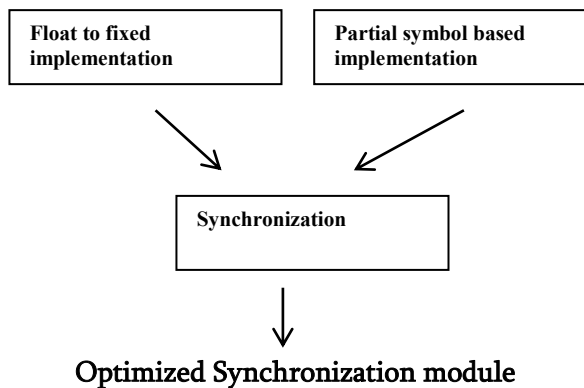 Float to fixed
implementation
Partial symbol based
implementation
Synchronization
Optimized Synchronization module